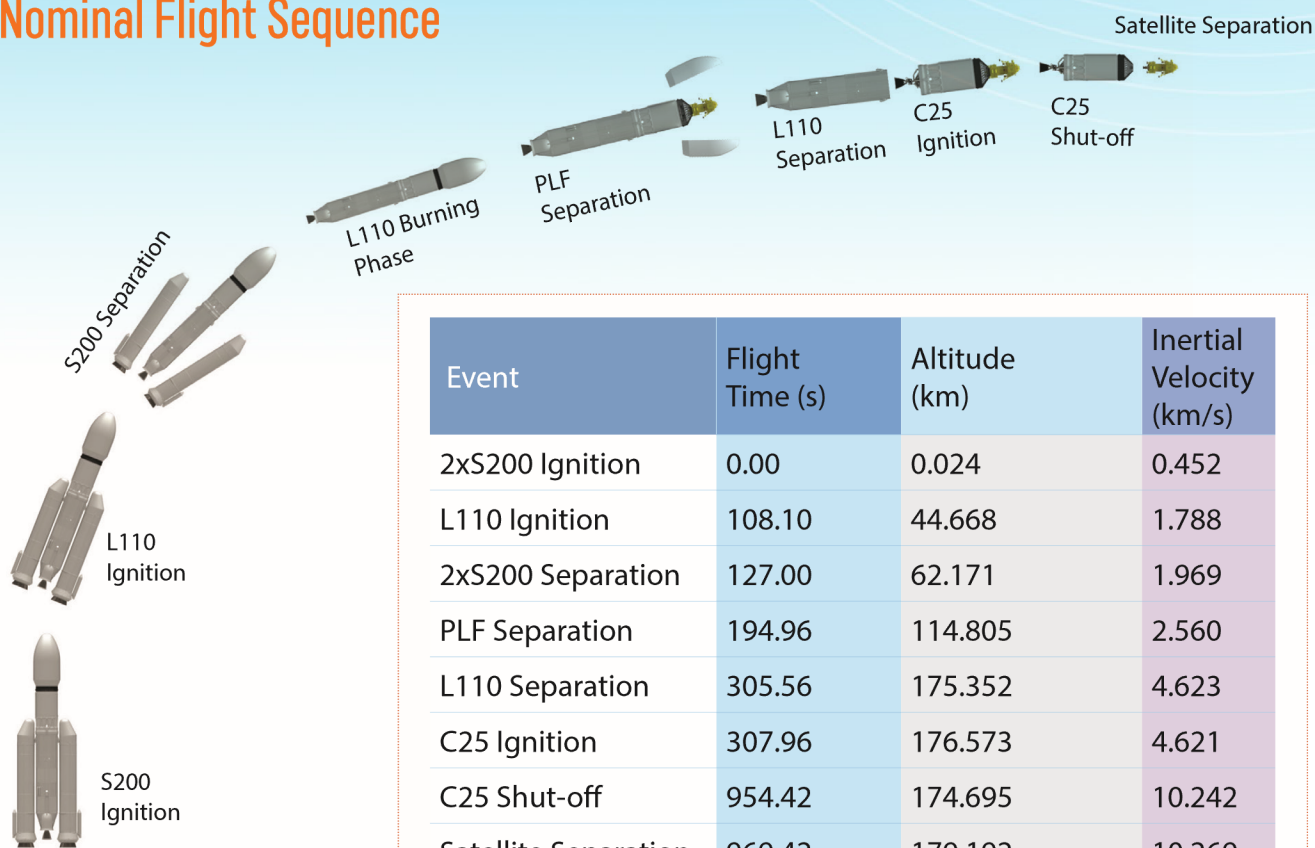 Nominal Flight Sequence
Satellite Separation
C25
Shut-off
C25
Ignition
L110
Separation
PLF
Separation
L110 Burning
Phase
S200 Separation
L110
Ignition
S200
Ignition
Event Flight Time (s) Altitude (km) Inertial Velocity (km/s)
2xS200 Ignition 0.00 0.024 0.452
L110 Ignition 108.10 44.668 1.788
2xS200 Separation 127.00 62.171 1.969
PLF Separation 194.96 114.805 2.560
L110 Separation 305.56 175.352 4.623
C25 Ignition 307.96 176.573 4.621
C25 Shut-off 954.42 174.695 10.242
Satellite Separation